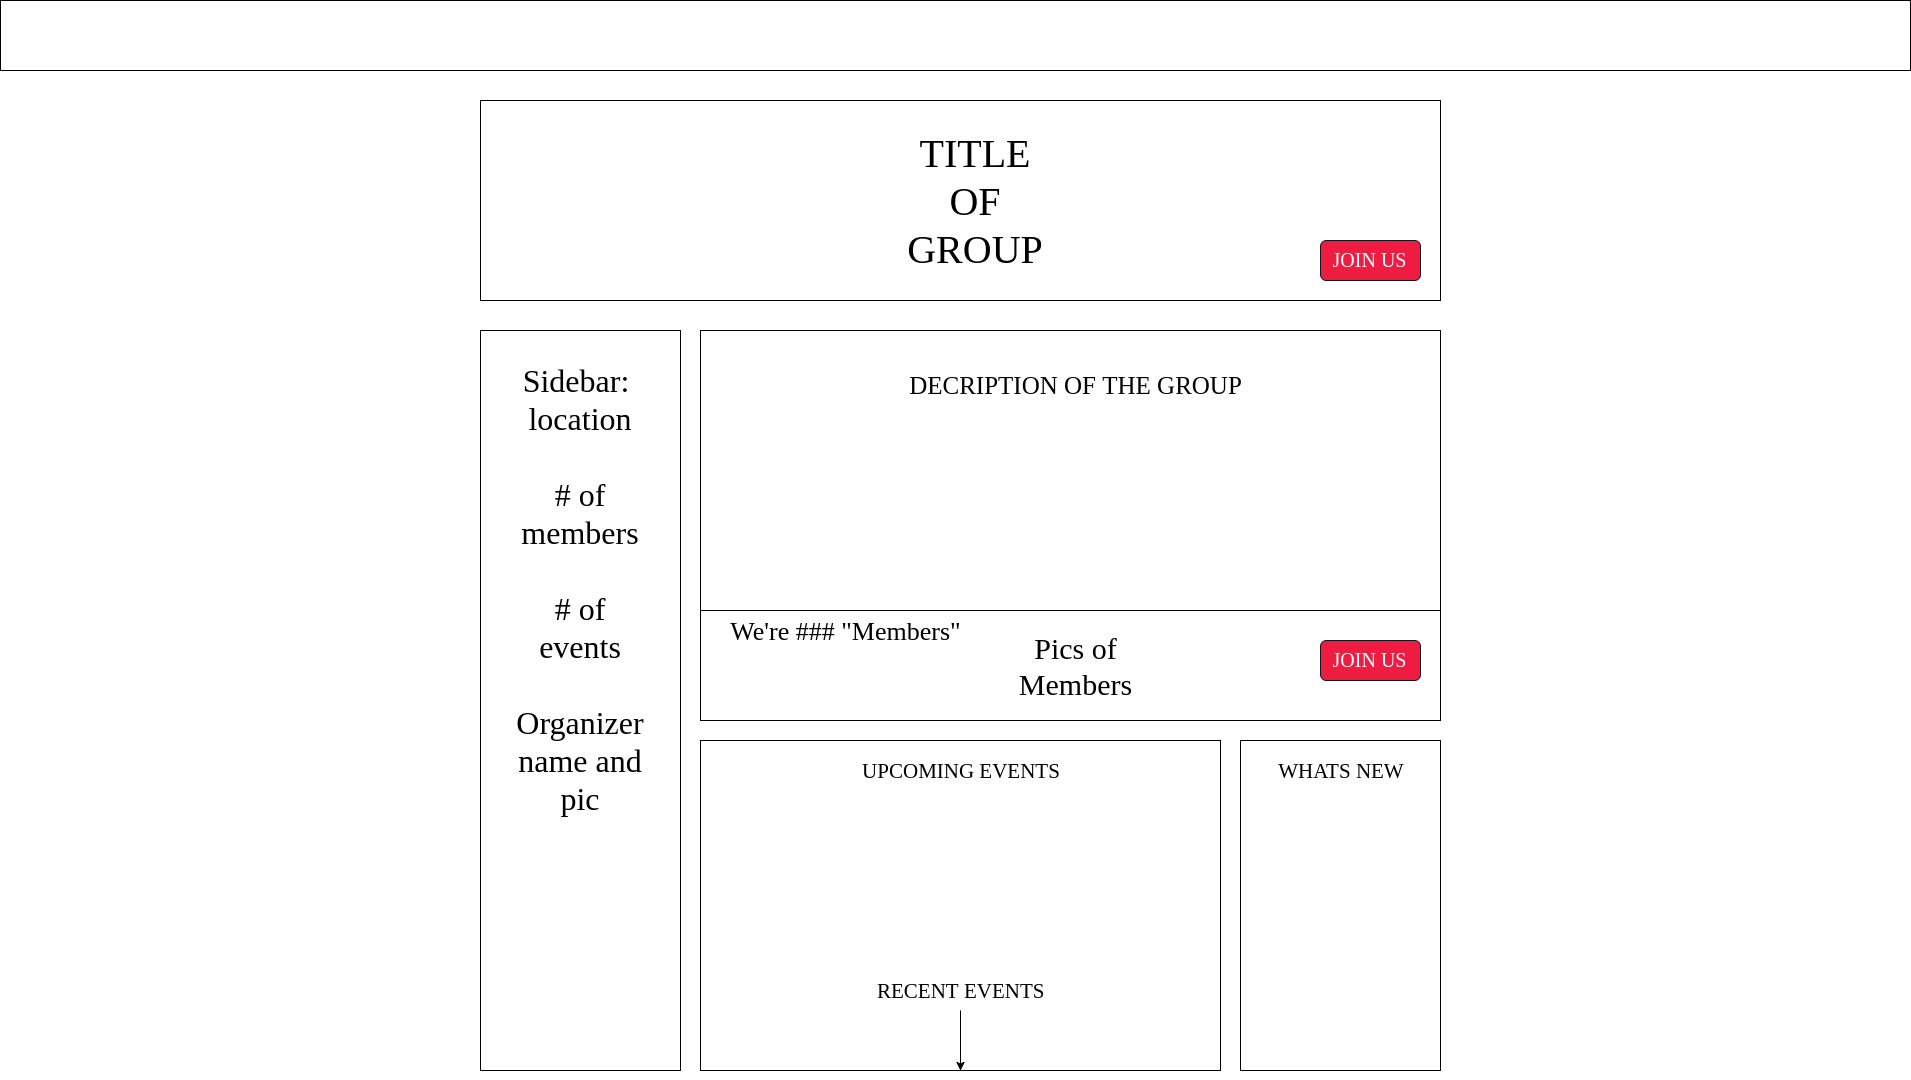 TITLE
OF
GROUP
JOIN US
Sidebar:
location
# of
members
# of
events
Organizer
name and
pic
DECRIPTION OF THE GROUP
We're ### "Members"
Pics of
Members
JOIN US
UPCOMING EVENTS
RECENT EVENTS
WHATS NEW